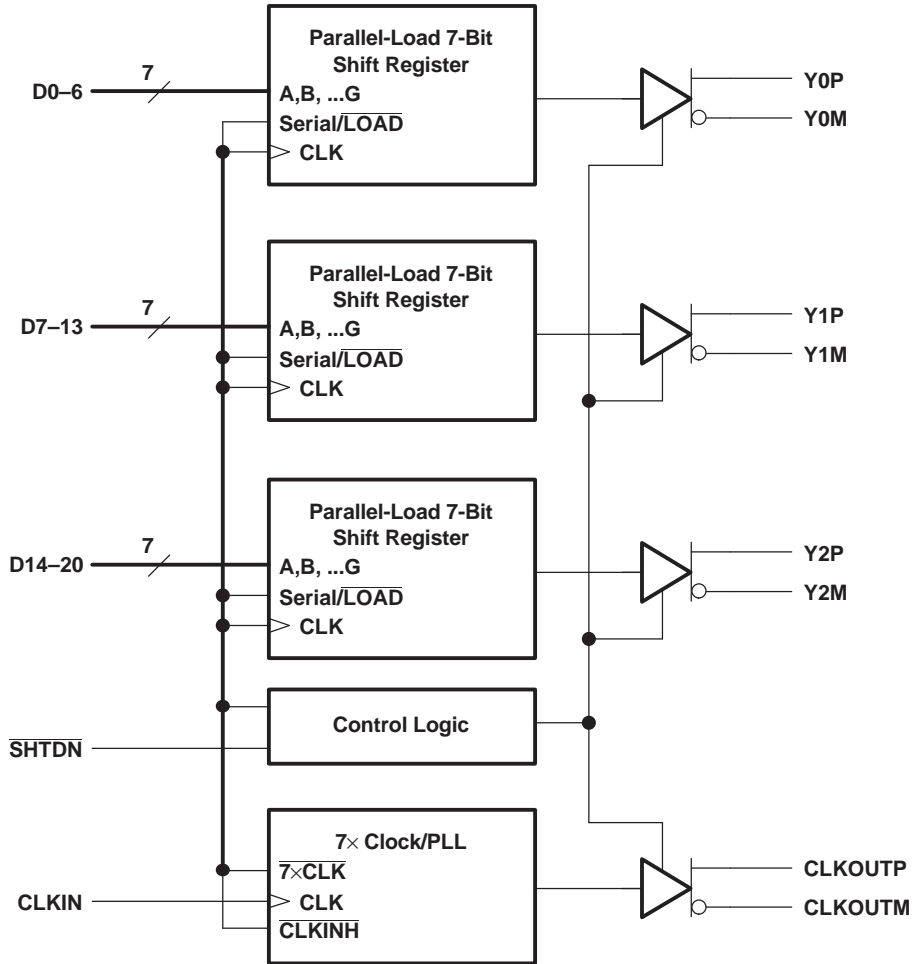 Parallel-Load 7-Bit
Shift Register
7
D0–6
A,B, ...G
Serial/LOAD
CLK
Y0P
Y0M
Parallel-Load 7-Bit
Shift Register
7
D7–13
A,B, ...G
Serial/LOAD
CLK
Y1P
Y1M
Parallel-Load 7-Bit
Shift Register
7
D14–20
A,B, ...G
Serial/LOAD
CLK
Y2P
Y2M
Control Logic
SHTDN
7× Clock/PLL
7×CLK
CLKIN
CLK
CLKINH
CLKOUTP
CLKOUTM